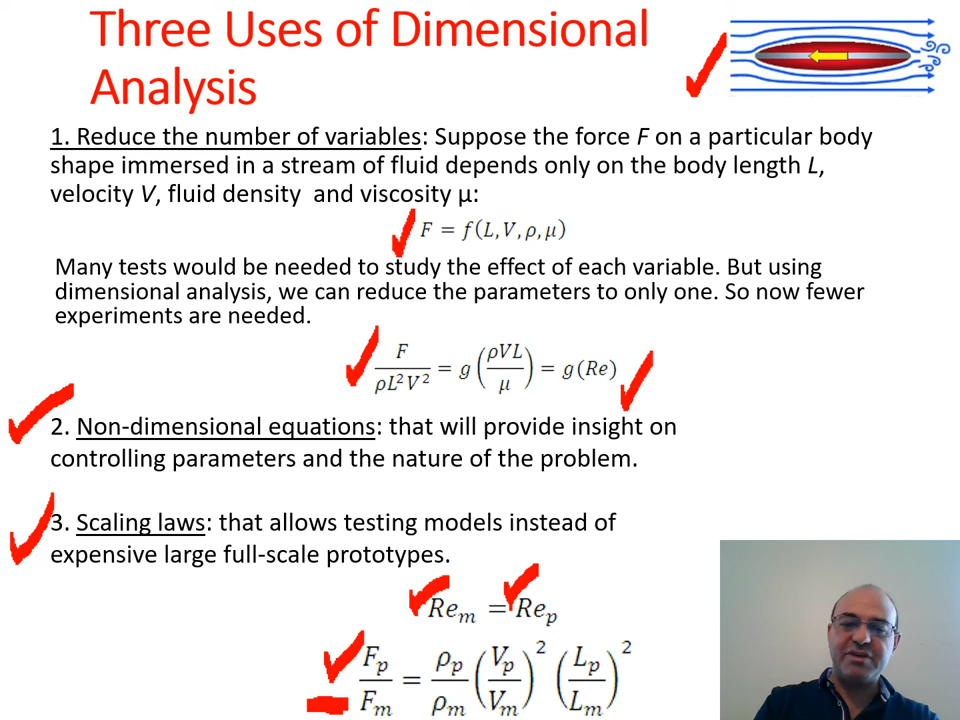 Three Uses of Dimensional
Analysis
1. Reduce the number of variables: Suppose the force F on a particular body
shape immersed in a stream of fluid depends only on the body length L,
velocity V, fluid density  and viscosity μ:
F = f(L, V, ρ, μ)
Many tests would be needed to study the effect of each variable. But using
dimensional analysis, we can reduce the parameters to only one. So now fewer
experiments are needed.
F / ρL²V² = g(ρVL / μ) = g(Re)
2. Non-dimensional equations: that will provide insight on
controlling parameters and the nature of the problem.
3. Scaling laws: that allows testing models instead of
expensive large full-scale prototypes.
Re_m = Re_p
F_p / F_m = ρ_p / ρ_m (V_p / V_m)² (L_p / L_m)²